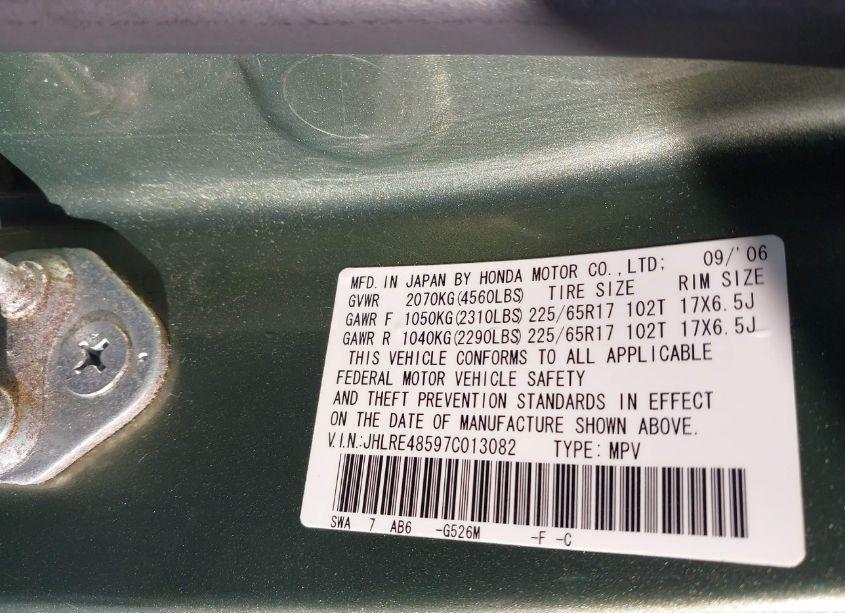 MFD. IN JAPAN BY HONDA MOTOR CO., LTD; 09/'06
GVWR 2070KG(4560LBS) TIRE SIZE RIM SIZE
GAWR F 1050KG(2310LBS) 225/65R17 102T 17X6.5J
GAWR R 1040KG(2290LBS) 225/65R17 102T 17X6.5J
THIS VEHICLE CONFORMS TO ALL APPLICABLE
FEDERAL MOTOR VEHICLE SAFETY
AND THEFT PREVENTION STANDARDS IN EFFECT
ON THE DATE OF MANUFACTURE SHOWN ABOVE.
V.I.N.:JHLRE48597C013082 TYPE: MPV
SWA 7 AB6 -G526M -F -C